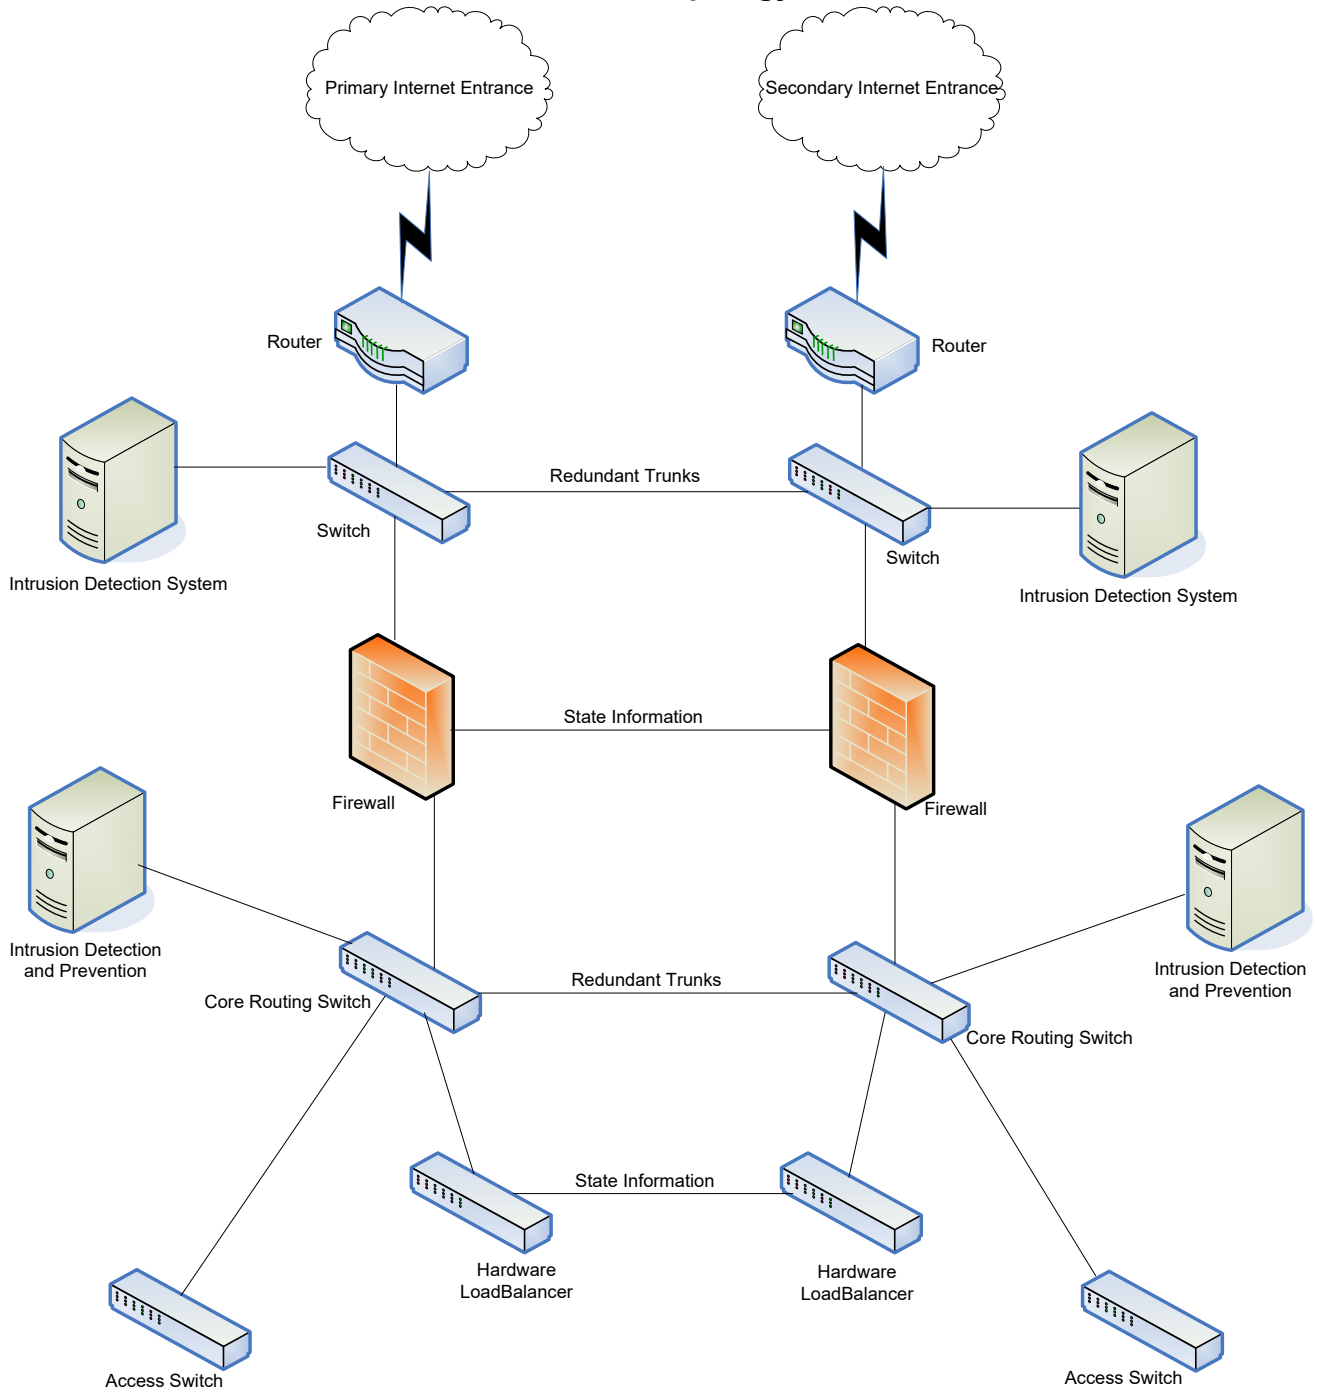 Primary Internet Entrance
Secondary Internet Entrance
Router
Router
Redundant Trunks
Switch
Switch
Intrusion Detection System
Intrusion Detection System
State Information
Firewall
Firewall
Intrusion Detection
and Prevention
Intrusion Detection
and Prevention
Redundant Trunks
Core Routing Switch
Core Routing Switch
State Information
Hardware
LoadBalancer
Hardware
LoadBalancer
Access Switch
Access Switch